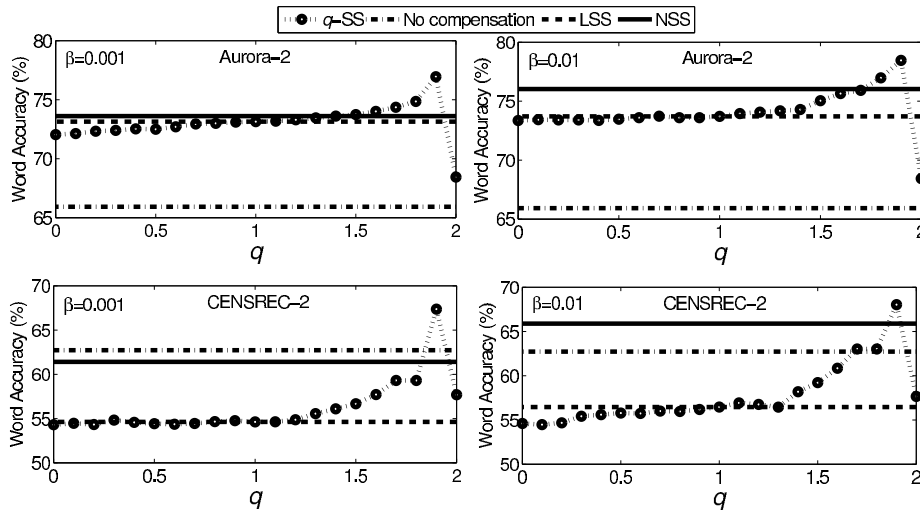 q-SS No compensation LSS NSS
β=0.001 Aurora-2
Word Accuracy (%)
80
75
70
65
0 0.5 1 1.5 2
q
β=0.01 Aurora-2
Word Accuracy (%)
80
75
70
65
0 0.5 1 1.5 2
q
β=0.001 CENSREC-2
Word Accuracy (%)
70
65
60
55
50
0 0.5 1 1.5 2
q
β=0.01 CENSREC-2
Word Accuracy (%)
70
65
60
55
50
0 0.5 1 1.5 2
q